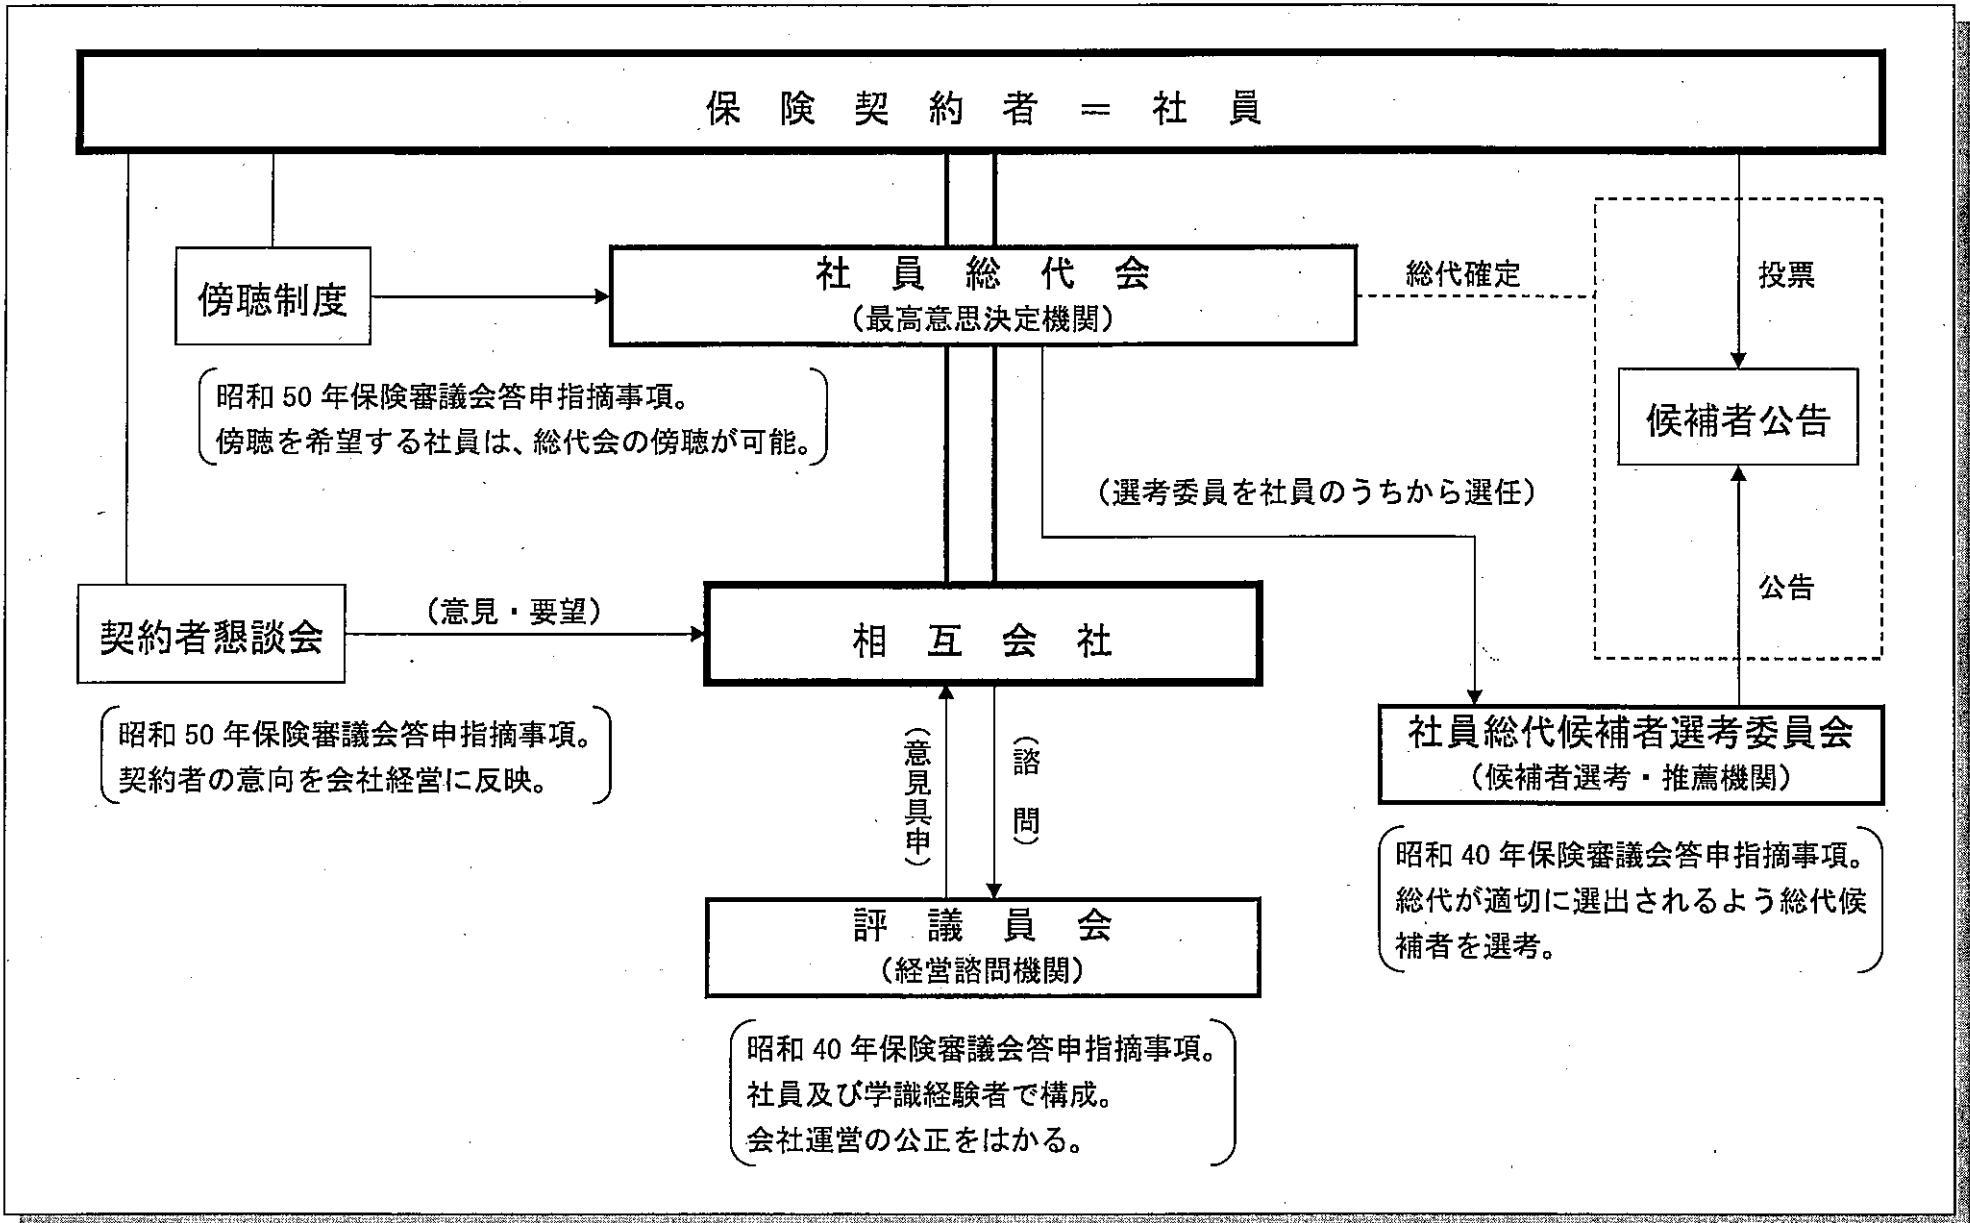 保険契約者＝社員
傍聴制度
社員総代会
（最高意思決定機関）
総代確定
投票
昭和50年保険審議会答申指摘事項。
傍聴を希望する社員は、総代会の傍聴が可能。
候補者公告
（選考委員を社員のうちから選任）
公告
契約者懇談会
（意見・要望）
相互会社
昭和50年保険審議会答申指摘事項。
契約者の意向を会社経営に反映。
（意見具申）
（諮問）
社員総代候補者選考委員会
（候補者選考・推薦機関）
昭和40年保険審議会答申指摘事項。
総代が適切に選出されるよう総代候
補者を選考。
評議員会
（経営諮問機関）
昭和40年保険審議会答申指摘事項。
社員及び学識経験者で構成。
会社運営の公正をはかる。